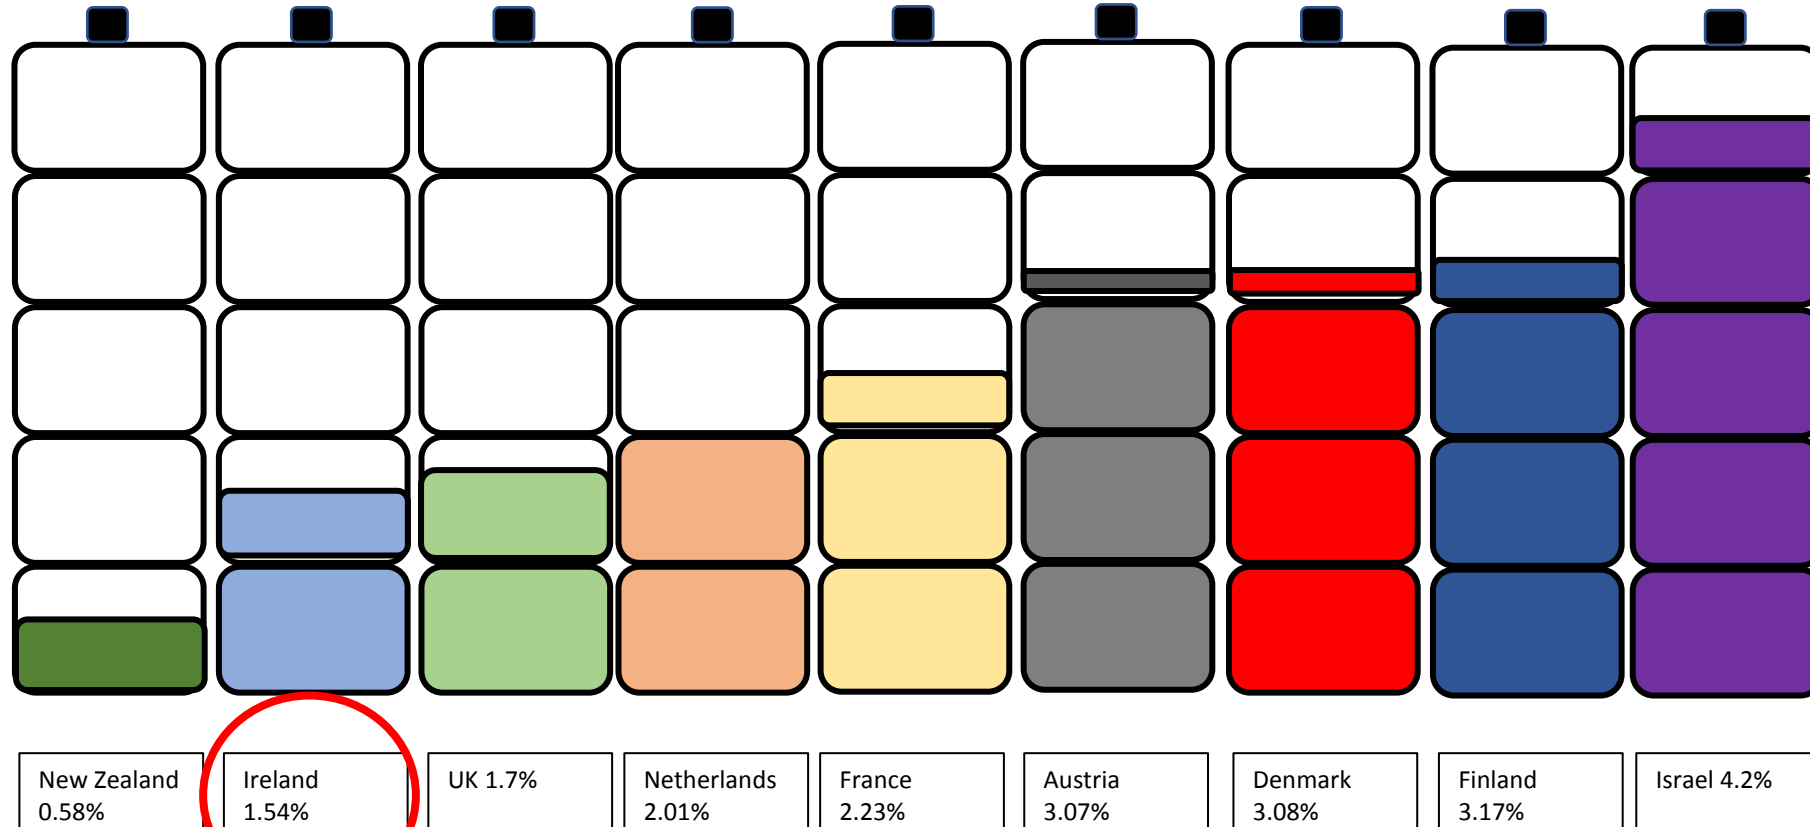 New Zealand
0.58%
Ireland
1.54%
UK 1.7%
Netherlands
2.01%
France
2.23%
Austria
3.07%
Denmark
3.08%
Finland
3.17%
Israel 4.2%